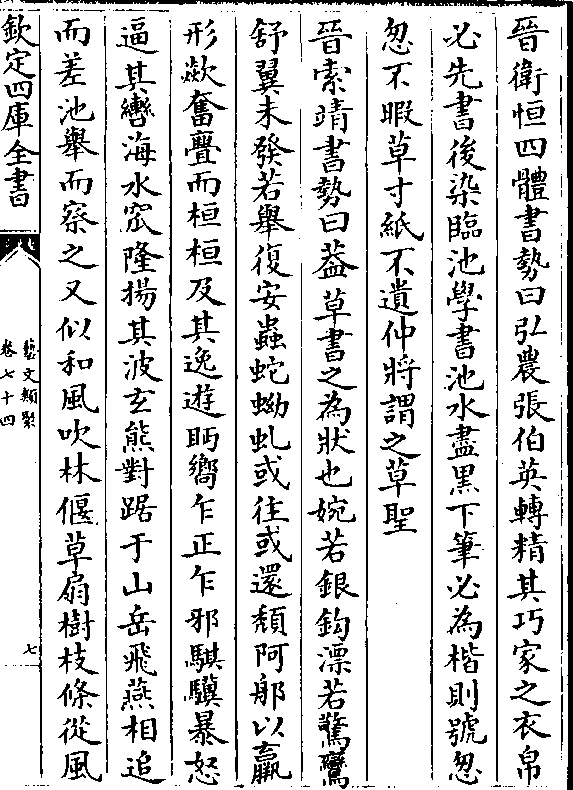 晉衛恒四體書勢曰弘農張伯英轉精其巧家之衣帛
必先書後染臨池學書池水盡黑下筆必為楷則號怱
怱不暇草寸紙不遺仲將謂之草聖
晉索靖書勢曰葢草書之為狀也婉若銀鈎漂若驚鸞
舒翼未發若舉復安蟲蛇蚴虬或往或還頹阿那以羸
形歘奮亹而桓桓及其逸遊眄嚮乍正乍邪騏驥暴怒
逼其轡海水窊隆揚其波玄熊對踞于山岳飛燕相追
而差池舉而察之又似和風吹林偃草扇樹枝條從風
欽定四庫全書
藝文類聚
卷七十四
七